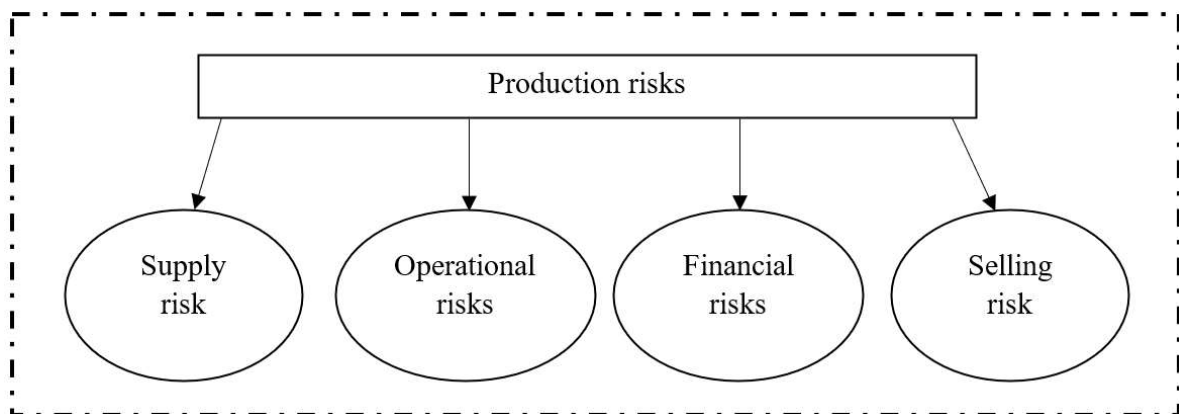 Production risks
Supply
risk
Operational
risks
Financial
risks
Selling
risk